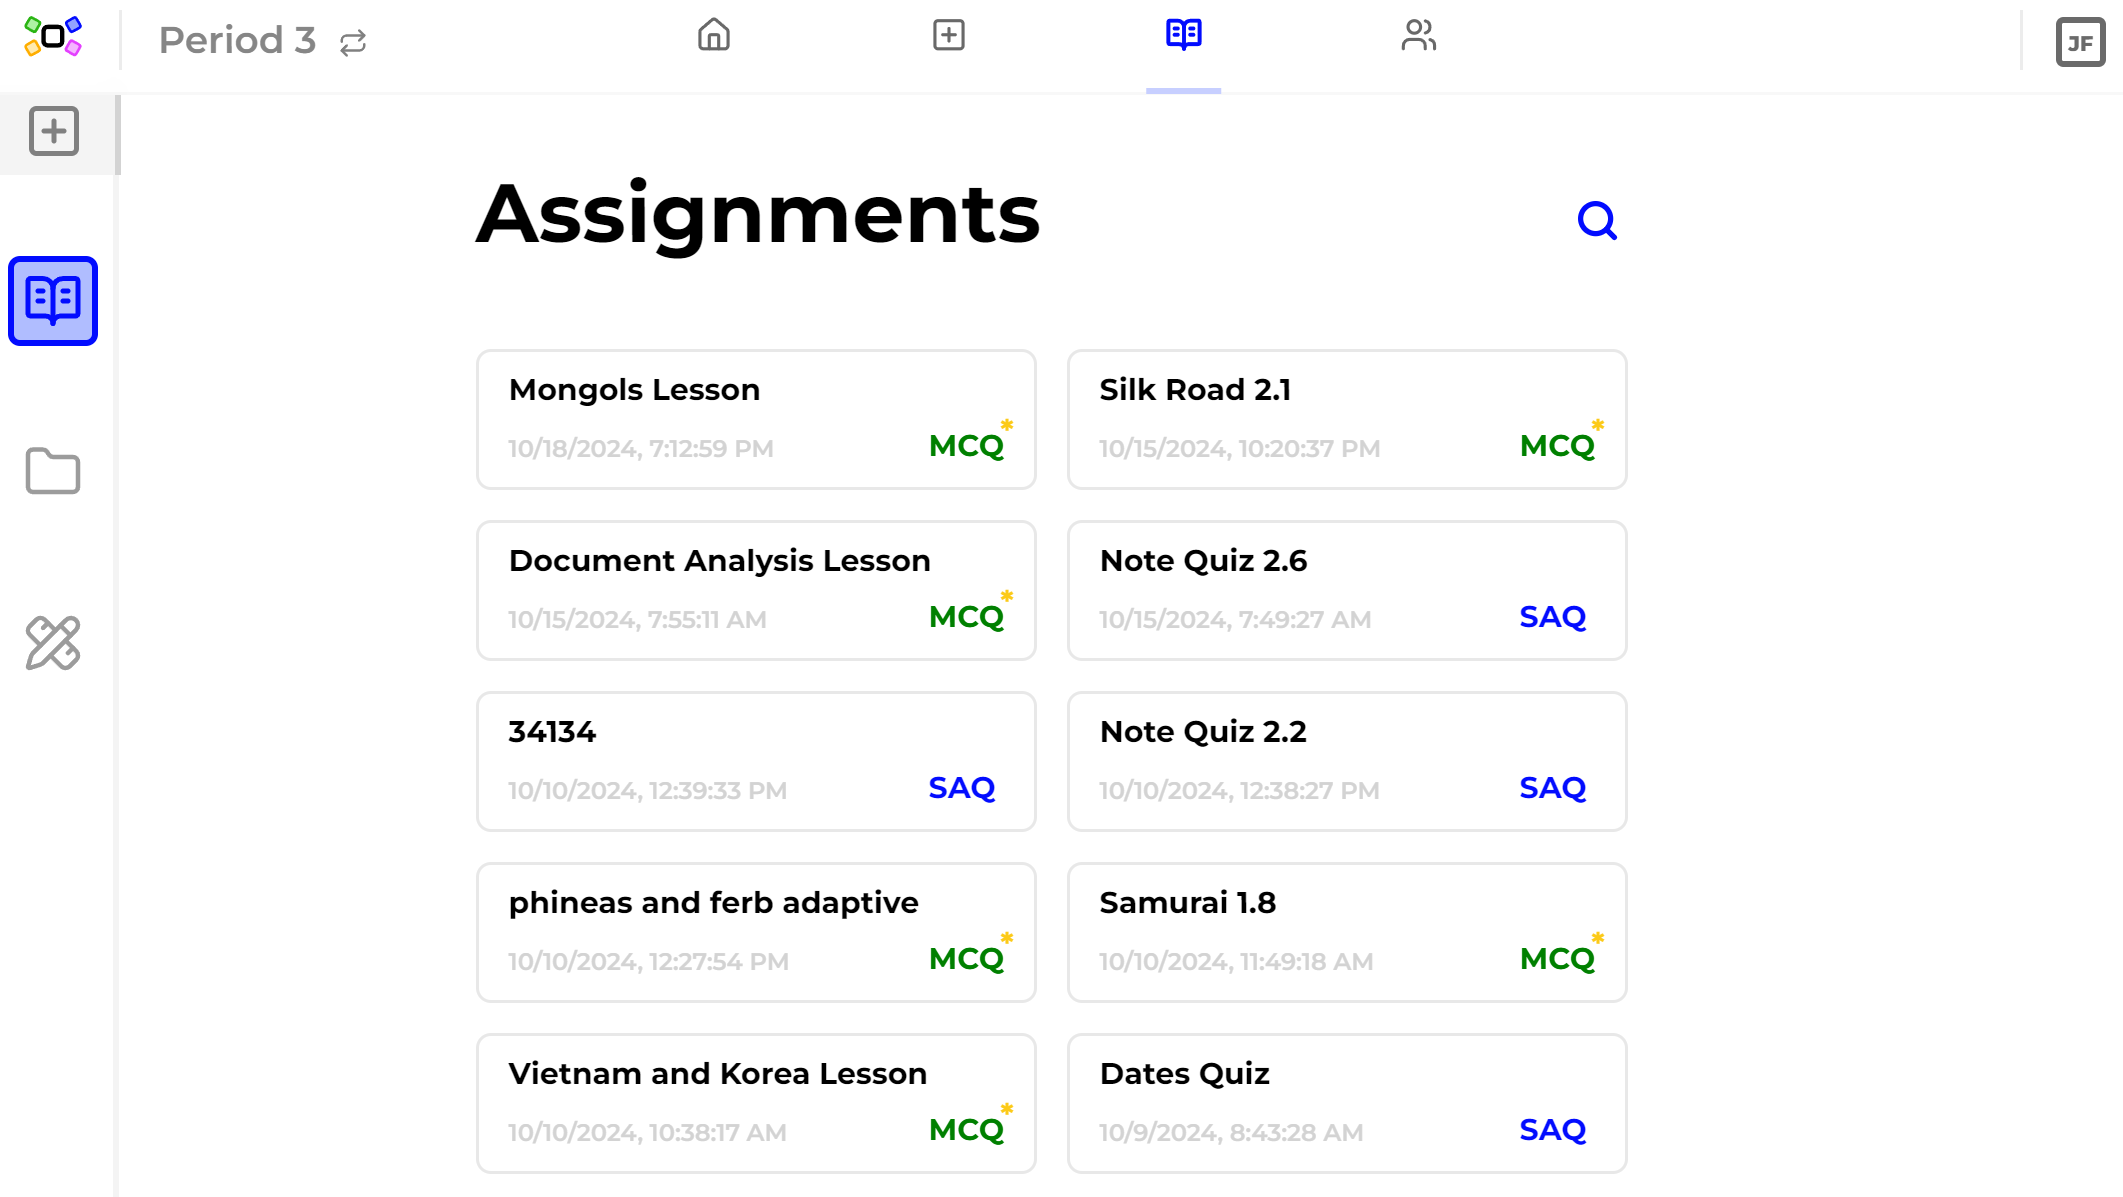 Period 3
JF
Assignments
Mongols Lesson
10/18/2024, 7:12:59 PM
MCQ*
Silk Road 2.1
10/15/2024, 10:20:37 PM
MCQ*
Document Analysis Lesson
10/15/2024, 7:55:11 AM
MCQ*
Note Quiz 2.6
10/15/2024, 7:49:27 AM
SAQ
34134
10/10/2024, 12:39:33 PM
SAQ
Note Quiz 2.2
10/10/2024, 12:38:27 PM
SAQ
phineas and ferb adaptive
10/10/2024, 12:27:54 PM
MCQ*
Samurai 1.8
10/10/2024, 11:49:18 AM
MCQ*
Vietnam and Korea Lesson
10/10/2024, 10:38:17 AM
MCQ*
Dates Quiz
10/9/2024, 8:43:28 AM
SAQ